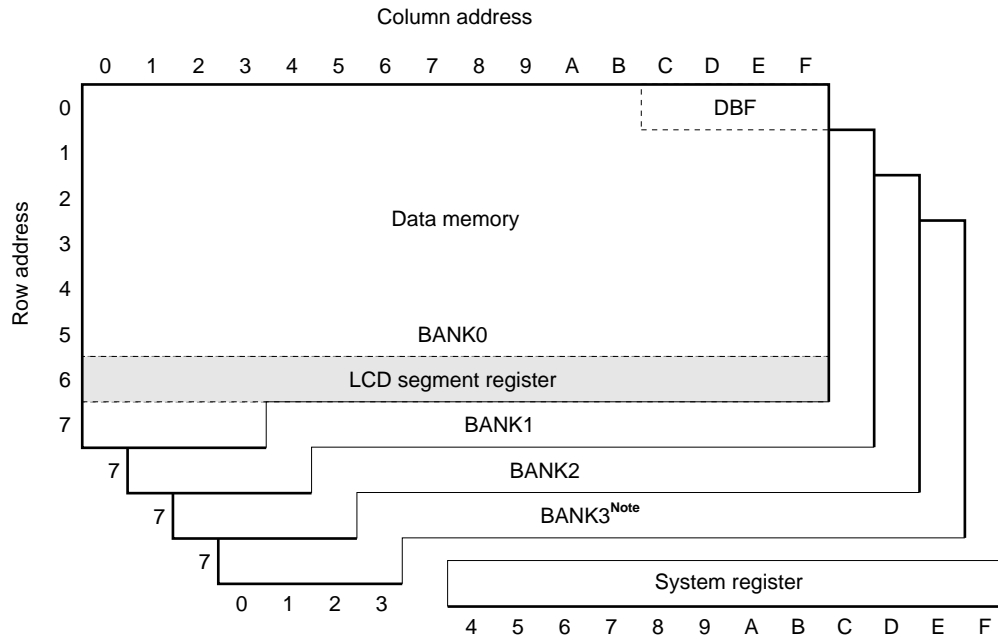 Column address
0 1 2 3 4 5 6 7 8 9 A B C D E F
0 DBF
1
2 Data memory
3
4
5 BANK0
6 LCD segment register
7 BANK1
7 BANK2
7 BANK3Note
7
System register
0 1 2 3
4 5 6 7 8 9 A B C D E F
Row address